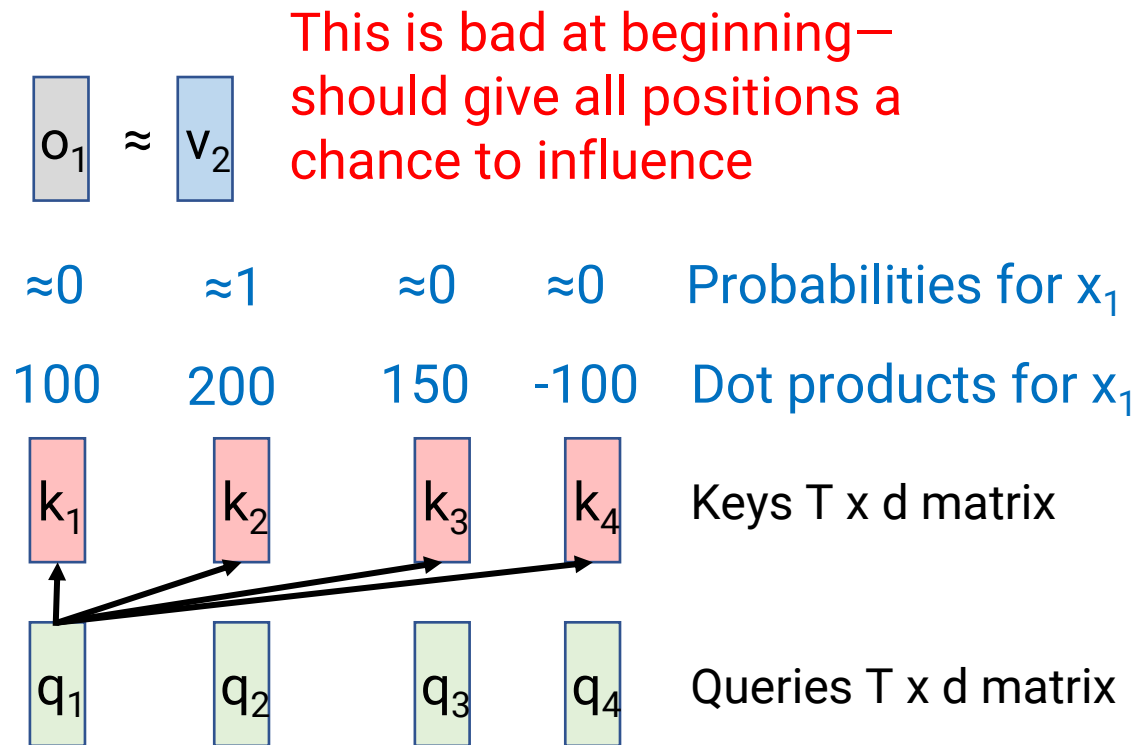 This is bad at beginning—
should give all positions a
chance to influence
o₁ ≈ v₂
≈0 ≈1 ≈0 ≈0 Probabilities for x₁
100 200 150 -100 Dot products for x₁
k₁ k₂ k₃ k₄ Keys T x d matrix
q₁ q₂ q₃ q₄ Queries T x d matrix